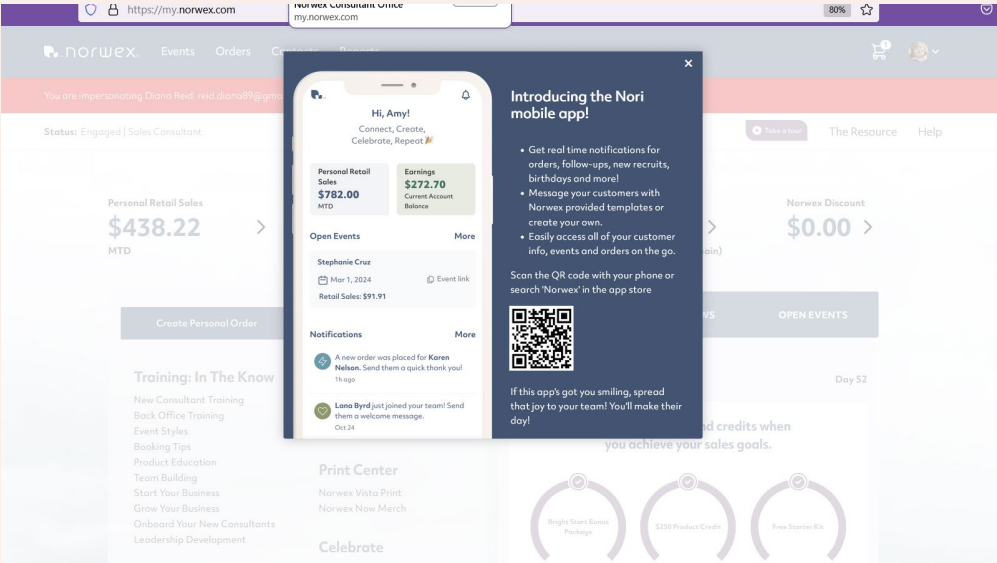 https://my.norwex.com
Norwex Consultant Office
my.norwex.com
80%
norwex.
Events
Orders
Reports
1
You are impersonating Diana Reid: reid.diana89@gma
Status: Engaged | Sales Consultant
Take a tour
The Resource
Help
Personal Retail Sales
$438.22
MTD
Norwex Discount
$0.00
Create Personal Order
OPEN EVENTS
Training: In The Know
New Consultant Training
Back Office Training
Event Styles
Booking Tips
Product Education
Team Building
Start Your Business
Grow Your Business
Onboard Your New Consultants
Leadership Development
Print Center
Norwex Vista Print
Norwex Now Merch
Celebrate
Day 52
credits when
you achieve your sales goals.
Bright Start Bonus
Package
$250 Product Credit
Free Starter Kit
Hi, Amy!
Connect, Create,
Celebrate, Repeat
Personal Retail
Sales
$782.00
MTD
Earnings
$272.70
Current Account
Balance
Open Events
More
Stephanie Cruz
Mar 1, 2024
Event link
Retail Sales: $91.91
Notifications
More
A new order was placed for Karen
Nelson. Send them a quick thank you!
1h ago
Lana Byrd just joined your team! Send
them a welcome message.
Oct 24
Introducing the Nori
mobile app!
• Get real time notifications for
orders, follow-ups, new recruits,
birthdays and more!
• Message your customers with
Norwex provided templates or
create your own.
• Easily access all of your customer
info, events and orders on the go.
Scan the QR code with your phone or
search 'Norwex' in the app store
If this app's got you smiling, spread
that joy to your team! You'll make their
day!